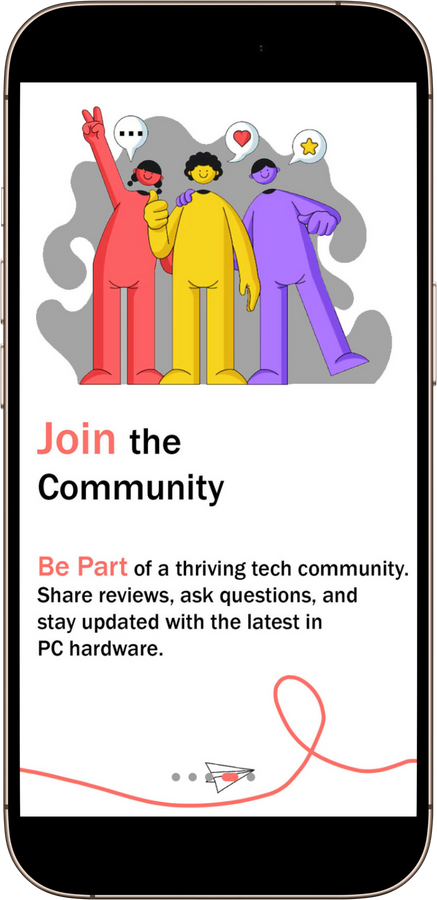 Join the
Community
Be Part of a thriving tech community.
Share reviews, ask questions, and
stay updated with the latest in
PC hardware.